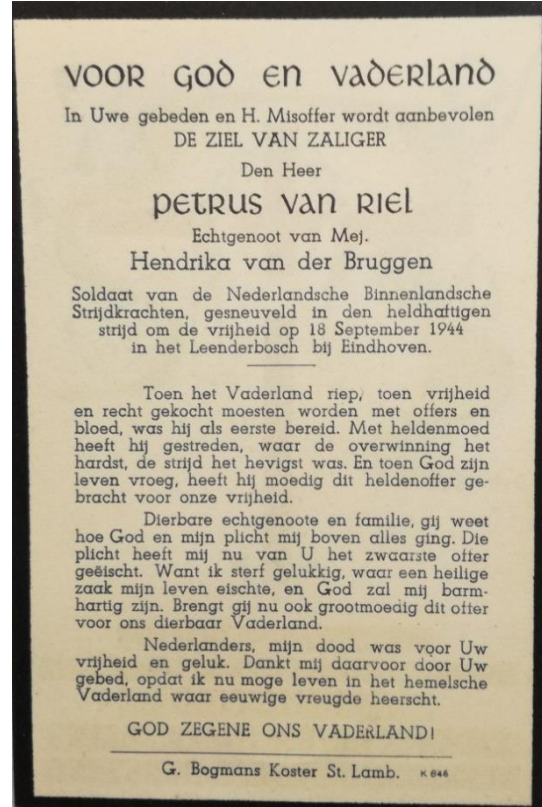 VOOR GOD EN VADERLAND
In Uwe gebeden en H. Misoffer wordt aanbevolen
DE ZIEL VAN ZALIGER
Den Heer
PETRUS VAN RIEL
Echtgenoot van Mej.
Hendrika van der Bruggen
Soldaat van de Nederlandsche Binnenlandsche
Strijdkrachten, gesneuveld in den heldhaftigen
strijd om de vrijheid op 18 September 1944
in het Leenderbosch bij Eindhoven.
Toen het Vaderland riep, toen vrijheid
en recht gekocht moesten worden met offers en
bloed, was hij als eerste bereid. Met heldenmoed
heeft hij gestreden, waar de overwinning het
hardst, de strijd het hevigst was. En toen God zijn
leven vroeg, heeft hij moedig dit heldenoffer ge-
bracht voor onze vrijheid.
Dierbare echtgenoote en familie, gij weet
hoe God en mijn plicht mij boven alles ging. Die
plicht heeft mij nu van U het zwaarste offer
geëischt. Want ik sterf gelukkig, waar een heilige
zaak mijn leven eischte, en God zal mij barm-
hartig zijn. Brengt gij nu ook grootmoedig dit offer
voor ons dierbaar Vaderland.
Nederlanders, mijn dood was voor Uw
vrijheid en geluk. Dankt mij daarvoor door Uw
gebed, opdat ik nu moge leven in het hemelsche
Vaderland waar eeuwige vreugde heerscht.
GOD ZEGENE ONS VADERLAND!
G. Bogmans Koster St. Lamb. K 646